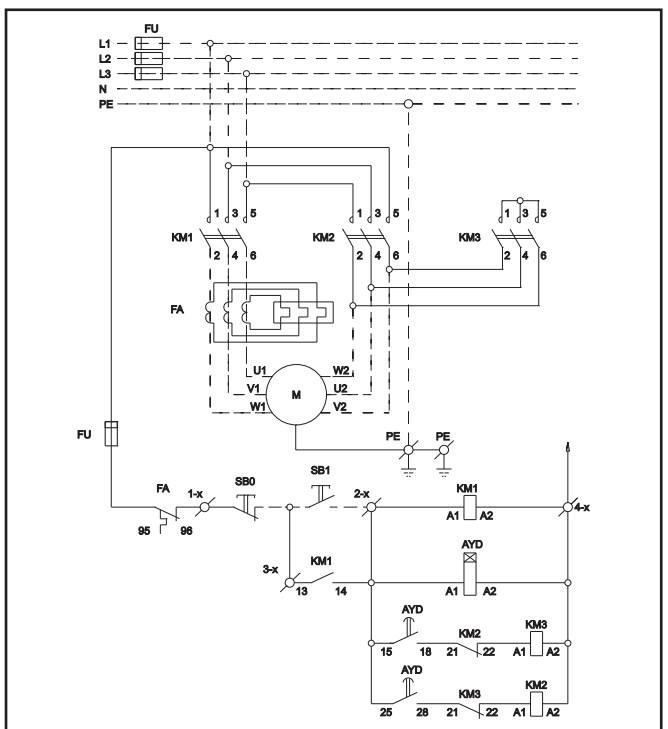 FU
L1
L2
L3
N
PE
1 3 5
1 3 5
1 3 5
KM1
KM2
KM3
2 4 6
2 4 6
2 4 6
FA
U1
W2
V1
M
U2
W1
V2
FU
PE
PE
FA
1-x
SB0
SB1
2-x
KM1
4-x
A1
A2
95
96
AYD
3-x
KM1
13
14
A1
A2
AYD
KM2
KM3
15
18
21
22
A1
A2
AYD
KM3
KM2
25
28
21
22
A1
A2